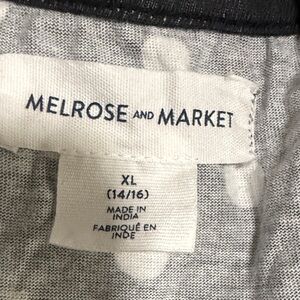 MELROSE AND MARKET
XL
(14/16)
MADE IN
INDIA
FABRIQUÉ EN
INDE